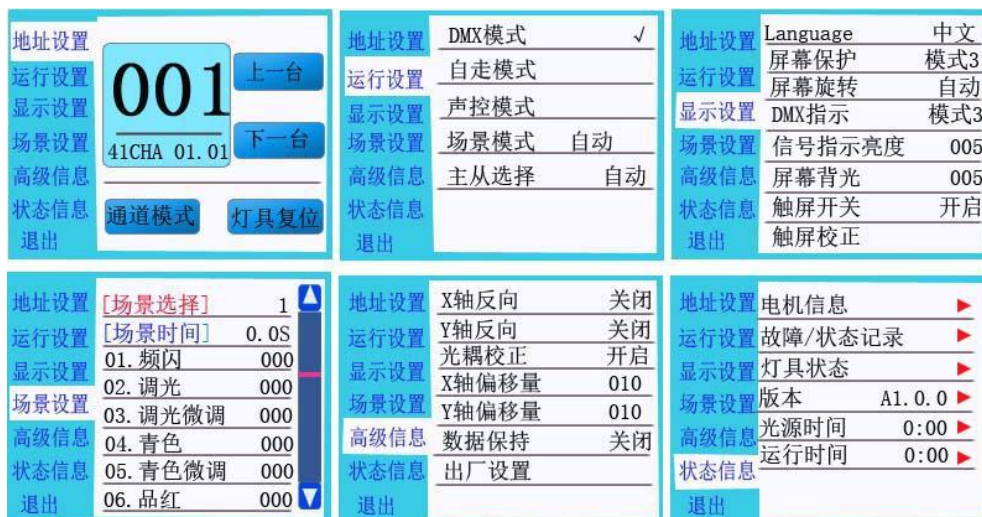 地址设置
运行设置
显示设置
场景设置
高级信息
状态信息
退出
001
41CHA 01.01
上一台
下一台
通道模式
灯具复位
地址设置
运行设置
显示设置
场景设置
高级信息
状态信息
退出
DMX模式 √
自走模式
声控模式
场景模式 自动
主从选择 自动
地址设置
运行设置
显示设置
场景设置
高级信息
状态信息
退出
Language 中文
屏幕保护 模式3
屏幕旋转 自动
DMX指示 模式3
信号指示亮度 005
屏幕背光 005
触屏开关 开启
触屏校正
地址设置
运行设置
显示设置
场景设置
高级信息
状态信息
退出
[场景选择] 1
[场景时间] 0.0S
01.频闪 000
02.调光 000
03.调光微调 000
04.青色 000
05.青色微调 000
06.品红 000
地址设置
运行设置
显示设置
场景设置
高级信息
状态信息
退出
X轴反向 关闭
Y轴反向 关闭
光耦校正 开启
X轴偏移量 010
Y轴偏移量 010
数据保持 关闭
出厂设置
地址设置
运行设置
显示设置
场景设置
高级信息
状态信息
退出
电机信息
故障/状态记录
灯具状态
版本 A1.0.0
光源时间 0:00
运行时间 0:00